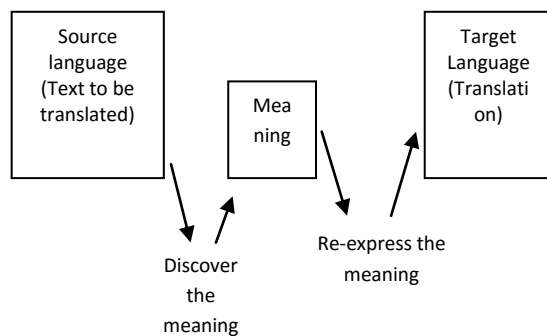 Source
language
(Text to be
translated)
Mea
ning
Target
Language
(Translati
on)
Discover
the
meaning
Re-express the
meaning